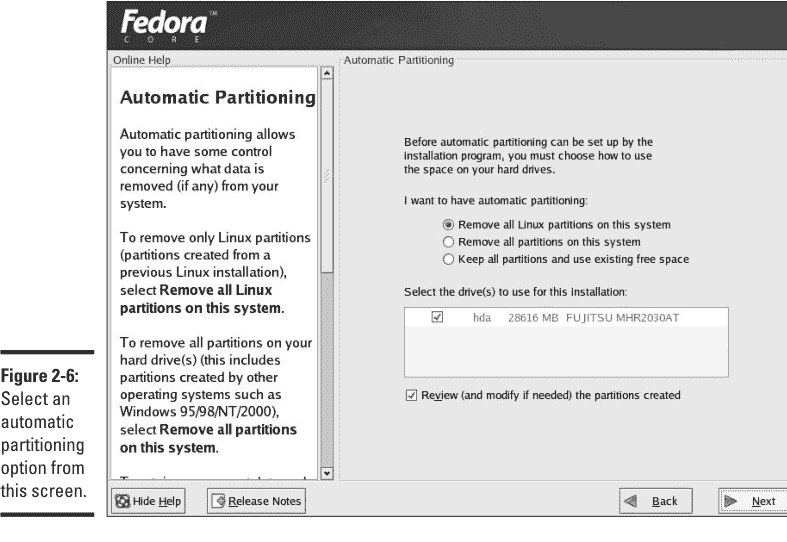 Fedora™
CORE
Online Help
Automatic Partitioning
Automatic partitioning allows
you to have some control
concerning what data is
removed (if any) from your
system.
To remove only Linux partitions
(partitions created from a
previous Linux installation),
select Remove all Linux
partitions on this system.
To remove all partitions on your
hard drive(s) (this includes
partitions created by other
operating systems such as
Windows 95/98/NT/2000),
select Remove all partitions
on this system.
Automatic Partitioning
Before automatic partitioning can be set up by the
installation program, you must choose how to use
the space on your hard drives.
I want to have automatic partitioning:
Remove all Linux partitions on this system
Remove all partitions on this system
Keep all partitions and use existing free space
Select the drive(s) to use for this installation:
hda 28616 MB FUJITSU MHR2030AT
Review (and modify if needed) the partitions created
Hide Help
Release Notes
Back
Next
Figure 2-6:
Select an
automatic
partitioning
option from
this screen.